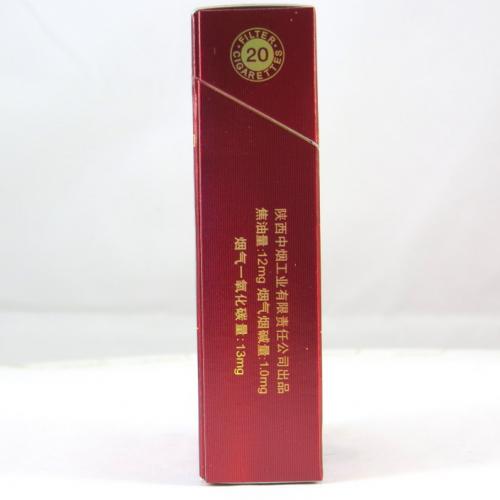 FILTER
20
CIGARETTES
陕西中烟工业有限责任公司出品
焦油量:12mg 烟气烟碱量:1.0mg
烟气一氧化碳量:13mg